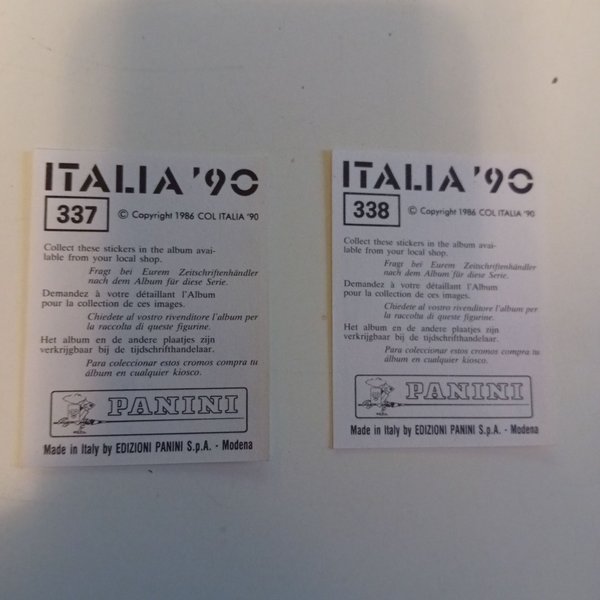 ITALIA '90
337 © Copyright 1986 COL ITALIA '90
Collect these stickers in the album avai-
lable from your local shop.
Fragt bei Eurem Zeitschriftenhändler
nach dem Album für diese Serie.
Demandez à votre détaillant l'Album
pour la collection de ces images.
Chiedete al vostro rivenditore l'album per
la raccolta di queste figurine.
Het album en de andere plaatjes zijn
verkrijgbaar bij de tijdschrifthandelaar.
Para coleccionar estos cromos compra tu
álbum en cualquier kiosco.
PANINI
Made in Italy by EDIZIONI PANINI S.p.A. - Modena
ITALIA '90
338 © Copyright 1986 COL ITALIA '90
Collect these stickers in the album avai-
lable from your local shop.
Fragt bei Eurem Zeitschriftenhändler
nach dem Album für diese Serie.
Demandez à votre détaillant l'Album
pour la collection de ces images.
Chiedete al vostro rivenditore l'album per
la raccolta di queste figurine.
Het album en de andere plaatjes zijn
verkrijgbaar bij de tijdschrifthandelaar.
Para coleccionar estos cromos compra tu
álbum en cualquier kiosco.
PANINI
Made in Italy by EDIZIONI PANINI S.p.A. - Modena